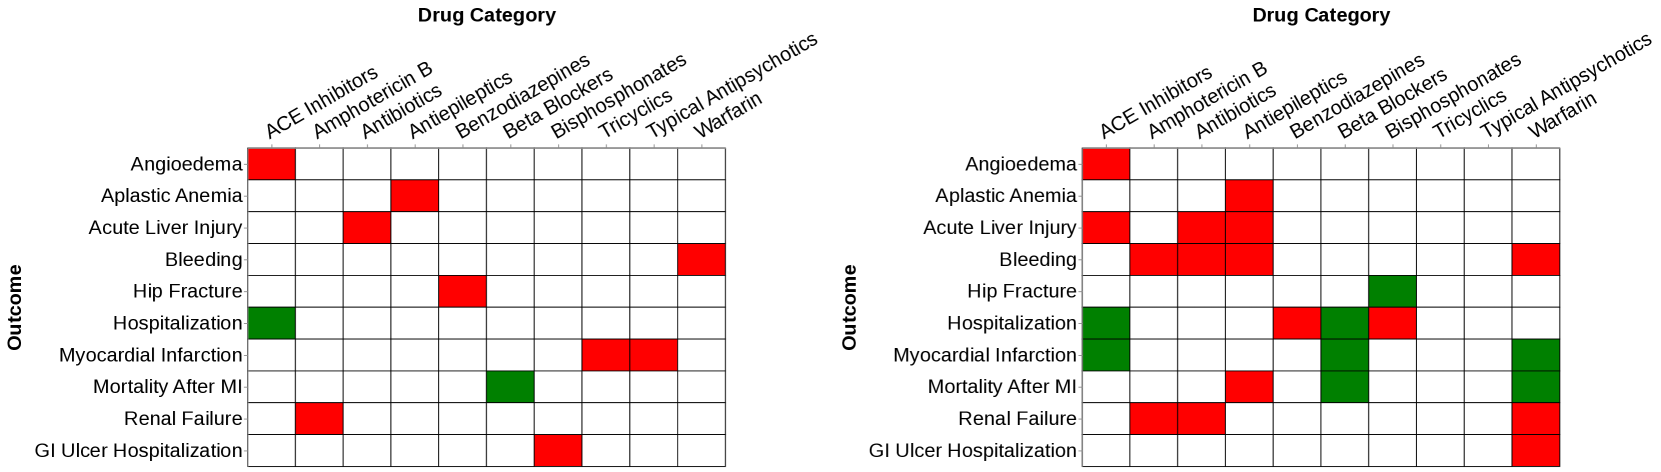 Drug Category
ACE Inhibitors
Amphotericin B
Antibiotics
Antiepileptics
Benzodiazepines
Beta Blockers
Bisphosphonates
Tricyclics
Typical Antipsychotics
Warfarin
Outcome
Angioedema
Aplastic Anemia
Acute Liver Injury
Bleeding
Hip Fracture
Hospitalization
Myocardial Infarction
Mortality After MI
Renal Failure
GI Ulcer Hospitalization
Drug Category
ACE Inhibitors
Amphotericin B
Antibiotics
Antiepileptics
Benzodiazepines
Beta Blockers
Bisphosphonates
Tricyclics
Typical Antipsychotics
Warfarin
Outcome
Angioedema
Aplastic Anemia
Acute Liver Injury
Bleeding
Hip Fracture
Hospitalization
Myocardial Infarction
Mortality After MI
Renal Failure
GI Ulcer Hospitalization